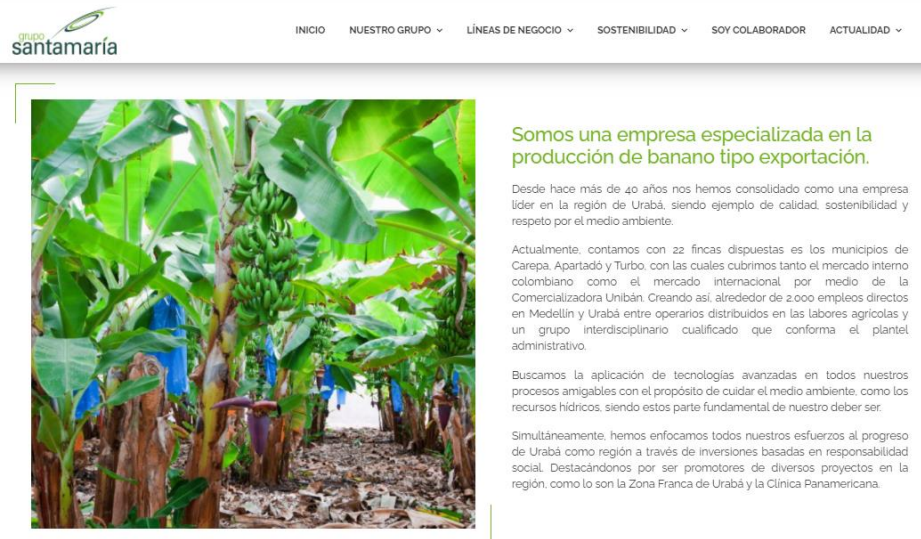 grupo
santamaría
INICIO NUESTRO GRUPO LÍNEAS DE NEGOCIO SOSTENIBILIDAD SOY COLABORADOR ACTUALIDAD
Somos una empresa especializada en la
producción de banano tipo exportación.
Desde hace más de 40 años nos hemos consolidado como una empresa
líder en la región de Urabá, siendo ejemplo de calidad, sostenibilidad y
respeto por el medio ambiente.
Actualmente, contamos con 22 fincas dispuestas es los municipios de
Carepa, Apartadó y Turbo, con las cuales cubrimos tanto el mercado interno
colombiano como el mercado internacional por medio de la
Comercializadora Unibán. Creando así, alrededor de 2.000 empleos directos
en Medellín y Urabá entre operarios distribuidos en las labores agrícolas y
un grupo interdisciplinario cualificado que conforma el plantel
administrativo.
Buscamos la aplicación de tecnologías avanzadas en todos nuestros
procesos amigables con el propósito de cuidar el medio ambiente, como los
recursos hídricos, siendo estos parte fundamental de nuestro deber ser.
Simultáneamente, hemos enfocamos todos nuestros esfuerzos al progreso
de Urabá como región a través de inversiones basadas en responsabilidad
social. Destacándonos por ser promotores de diversos proyectos en la
región, como lo son la Zona Franca de Urabá y la Clínica Panamericana.